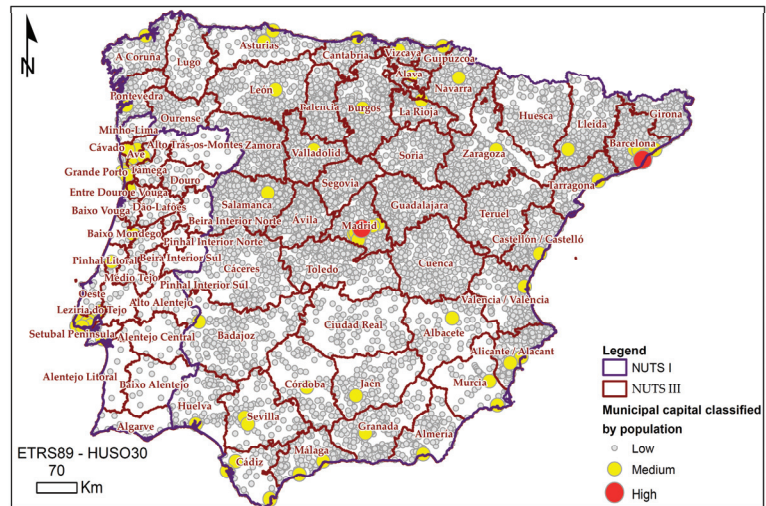 N
Asturias
Cantabria
Vizcaya
Guipuzcoa
A Coruña
Lugo
Alava
Navarra
Pontevedra
León
Palencia
Burgos
La Rioja
Huesca
Lleida
Girona
Ourense
Barcelona
Minho-Lima
Cávado
Alto Trás-os-Montes
Zamora
Valladolid
Soria
Zaragoza
Ave
Grande Porto
Tamega
Douro
Segovia
Tarragona
Entre Douro e Vouga
Dão-Lafões
Salamanca
Guadalajara
Baixo Vouga
Beira Interior Norte
Ávila
Madrid
Teruel
Baixo Mondego
Pinhal Interior Norte
Castellón / Castelló
Pinhal Litoral
Beira Interior Sul
Cáceres
Toledo
Cuenca
Médio Tejo
Pinhal Interior Sul
Oeste
Alto Alentejo
Valencia / Valencia
Leziria do Tejo
Ciudad Real
Albacete
Setubal Peninsula
Alentejo Central
Badajoz
Alicante / Alacant
Alentejo Litoral
Baixo Alentejo
Córdoba
Jaén
Murcia
Huelva
Sevilla
Algarve
Granada
Almería
Málaga
Cádiz
Legend
NUTS I
NUTS III
Municipal capital classified
by population
Low
Medium
High
ETRS89 - HUSO30
70
Km